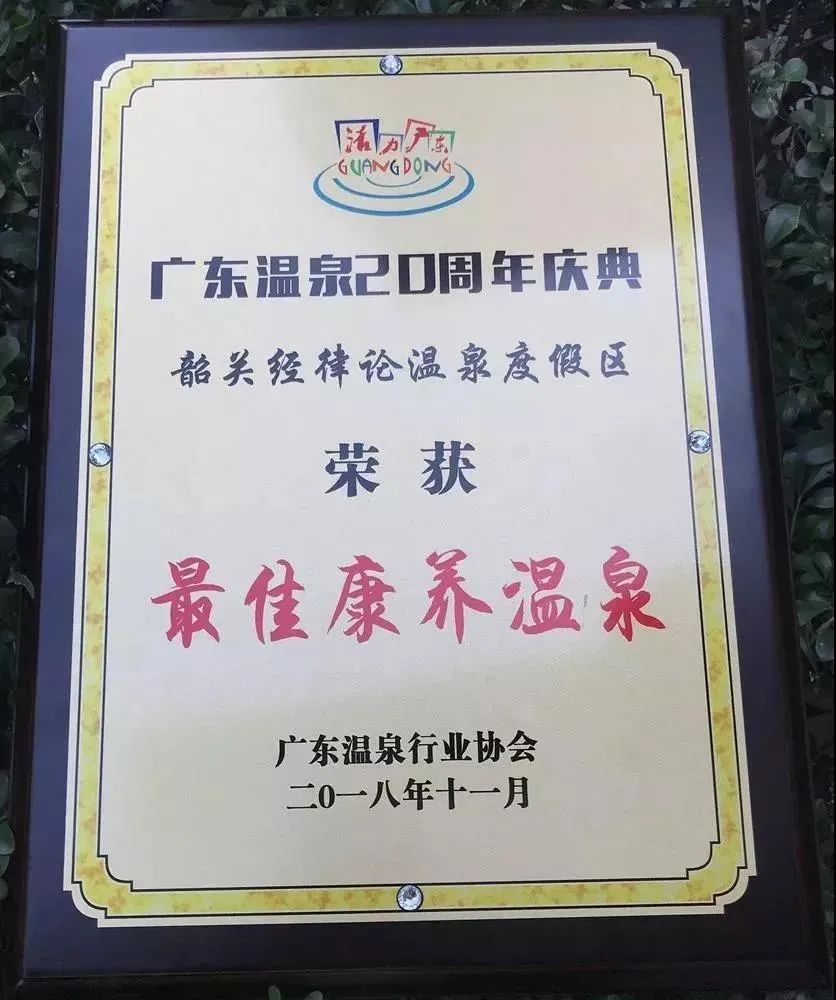 活力广东
GUANGDONG
广东温泉20周年庆典
韶关经律论温泉度假区
荣获
最佳康养温泉
广东温泉行业协会
二0一八年十一月